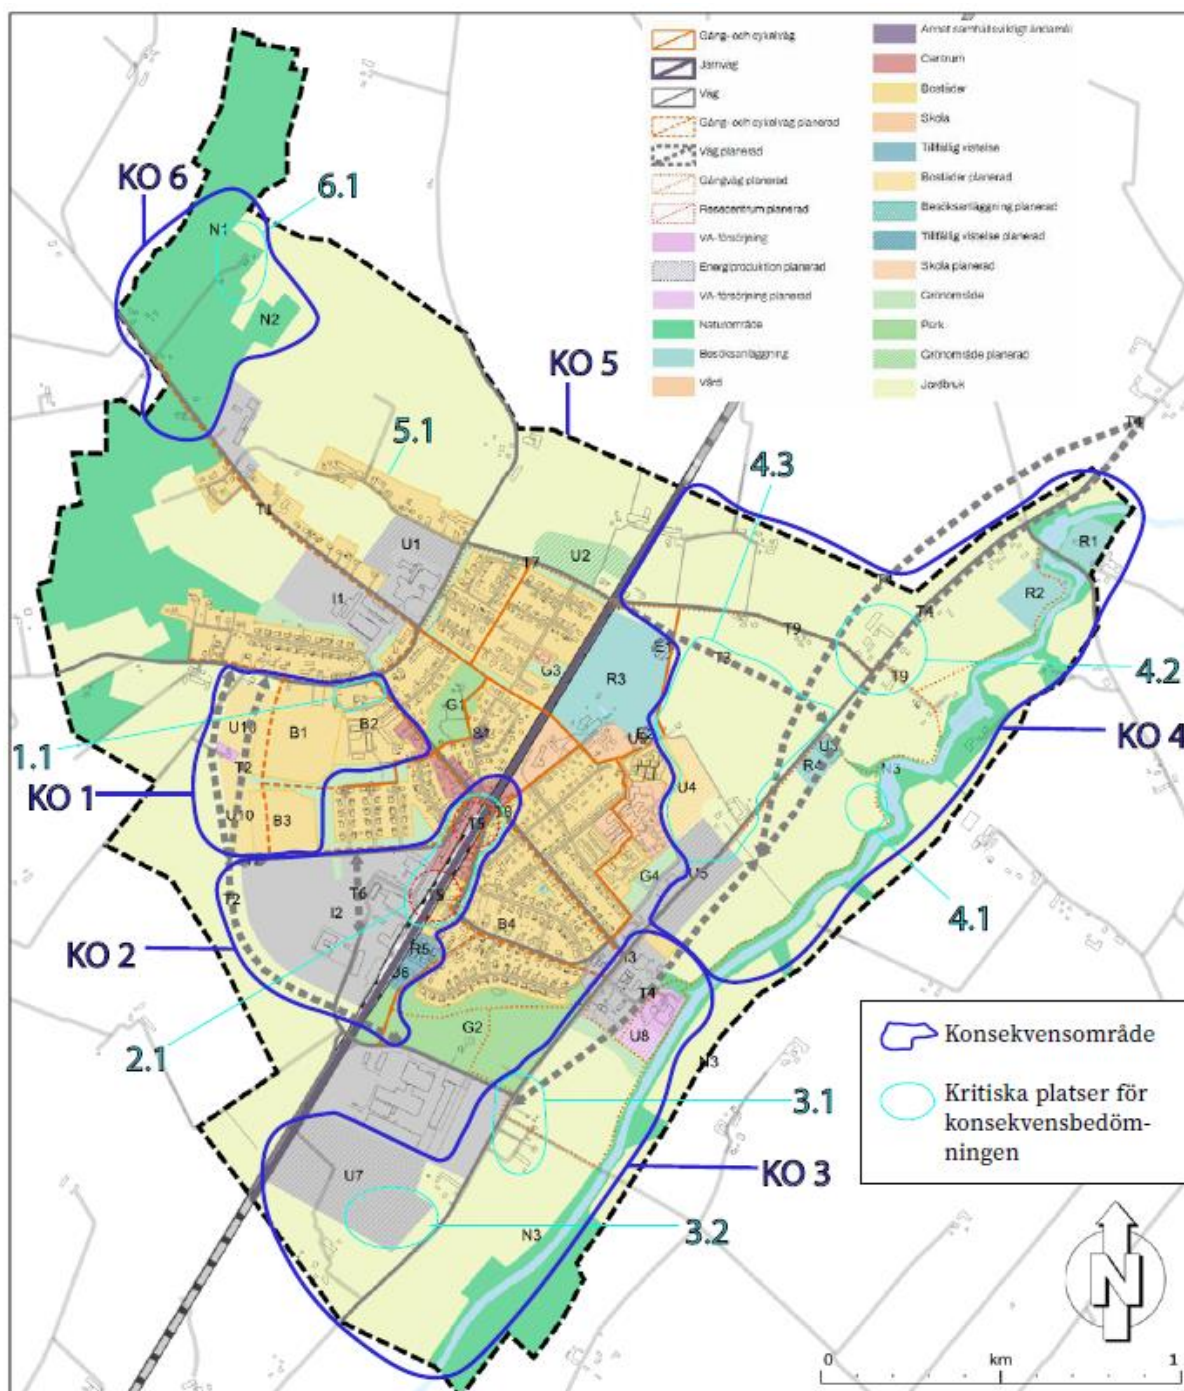 Gång- och cykelväg
Järnväg
Väg
Gång- och cykelväg planerad
Väg planerad
Gångväg planerad
Resecentrum planerad
VA-försörjning
Energiproduktion planerad
VA-försörjning planerad
Naturområde
Besöksanläggning
Vård
Annat samhällsviktigt ändamål
Centrum
Bostäder
Skola
Tillfällig vistelse
Bostäder planerad
Besöksanläggning planerad
Tillfällig vistelse planerad
Skola planerad
Grönområde
Park
Grönområde planerad
Jordbruk
KO 6
6.1
N1
N2
KO 5
5.1
4.3
T4
T1
U1
U2
T7
I1
R1
R2
T4
T9
T3
4.2
G3
R3
G1
T9
U10
B1
B2
1.1
KO 4
U3
R4
N3
KO 1
T2
U4
U10
B3
T5
T8
G4
U5
T2
T6
I2
T5
4.1
KO 2
B4
R5
I3
T4
G2
U8
2.1
N3
3.1
KO 3
U7
3.2
N3
Konsekvensområde
Kritiska platser för
konsekvensbedöm-
ningen
N
0 km 1